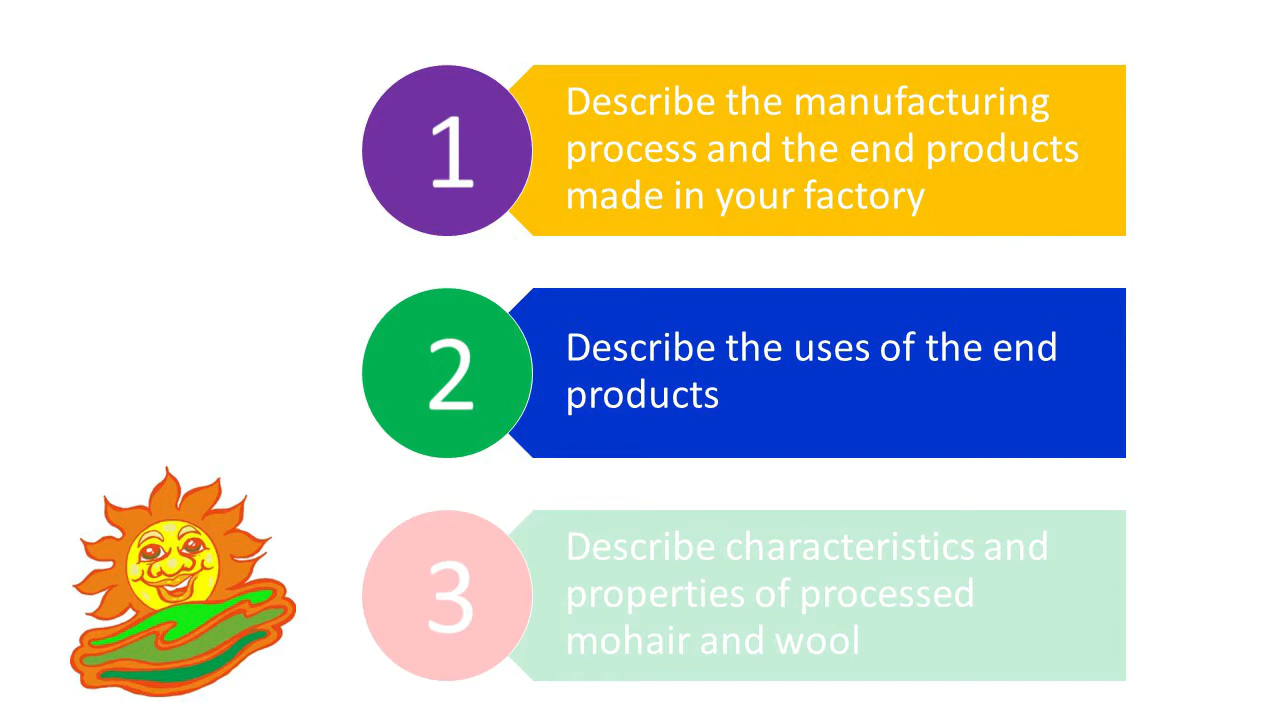 1
Describe the manufacturing
process and the end products
made in your factory
2
Describe the uses of the end
products
3
Describe characteristics and
properties of processed
mohair and wool